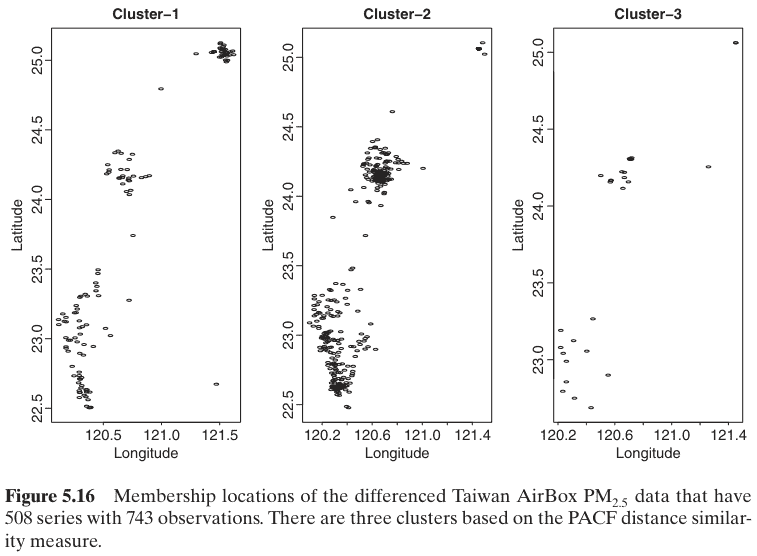 Cluster−1
Cluster−2
Cluster−3
Latitude
22.5 23.0 23.5 24.0 24.5 25.0
120.5 121.0 121.5
Longitude
Latitude
22.5 23.0 23.5 24.0 24.5 25.0
120.2 120.6 121.0 121.4
Longitude
Latitude
23.0 23.5 24.0 24.5 25.0
120.2 120.6 121.0 121.4
Longitude
Figure 5.16 Membership locations of the differenced Taiwan AirBox PM2.5 data that have
508 series with 743 observations. There are three clusters based on the PACF distance similar-
ity measure.